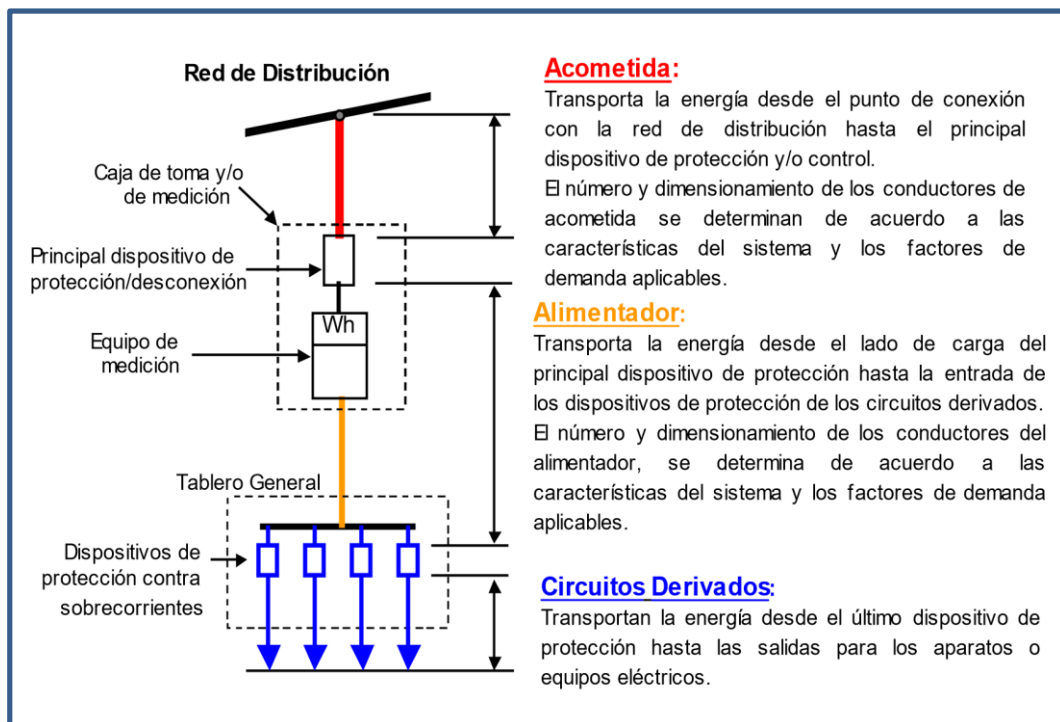 Red de Distribución
Caja de toma y/o
de medición
Principal dispositivo de
protección/desconexión
Wh
Equipo de
medición
Tablero General
Dispositivos de
protección contra
sobrecorrientes
Acometida:
Transporta la energía desde el punto de conexión
con la red de distribución hasta el principal
dispositivo de protección y/o control.
El número y dimensionamiento de los conductores de
acometida se determinan de acuerdo a las
características del sistema y los factores de
demanda aplicables.
Alimentador:
Transporta la energía desde el lado de carga del
principal dispositivo de protección hasta la entrada de
los dispositivos de protección de los circuitos derivados.
El número y dimensionamiento de los conductores del
alimentador, se determina de acuerdo a las
características del sistema y los factores de demanda
aplicables.
Circuitos Derivados:
Transportan la energía desde el último dispositivo de
protección hasta las salidas para los aparatos o
equipos eléctricos.